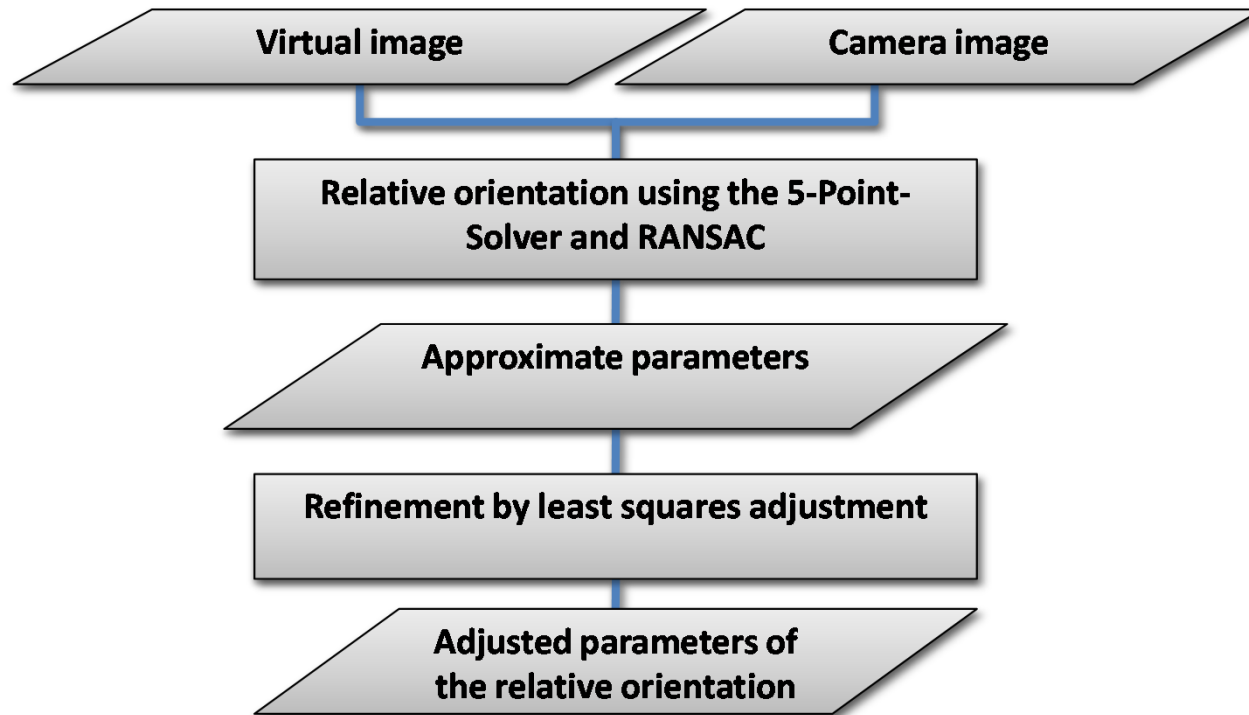 Virtual image
Camera image
Relative orientation using the 5-Point-
Solver and RANSAC
Approximate parameters
Refinement by least squares adjustment
Adjusted parameters of
the relative orientation